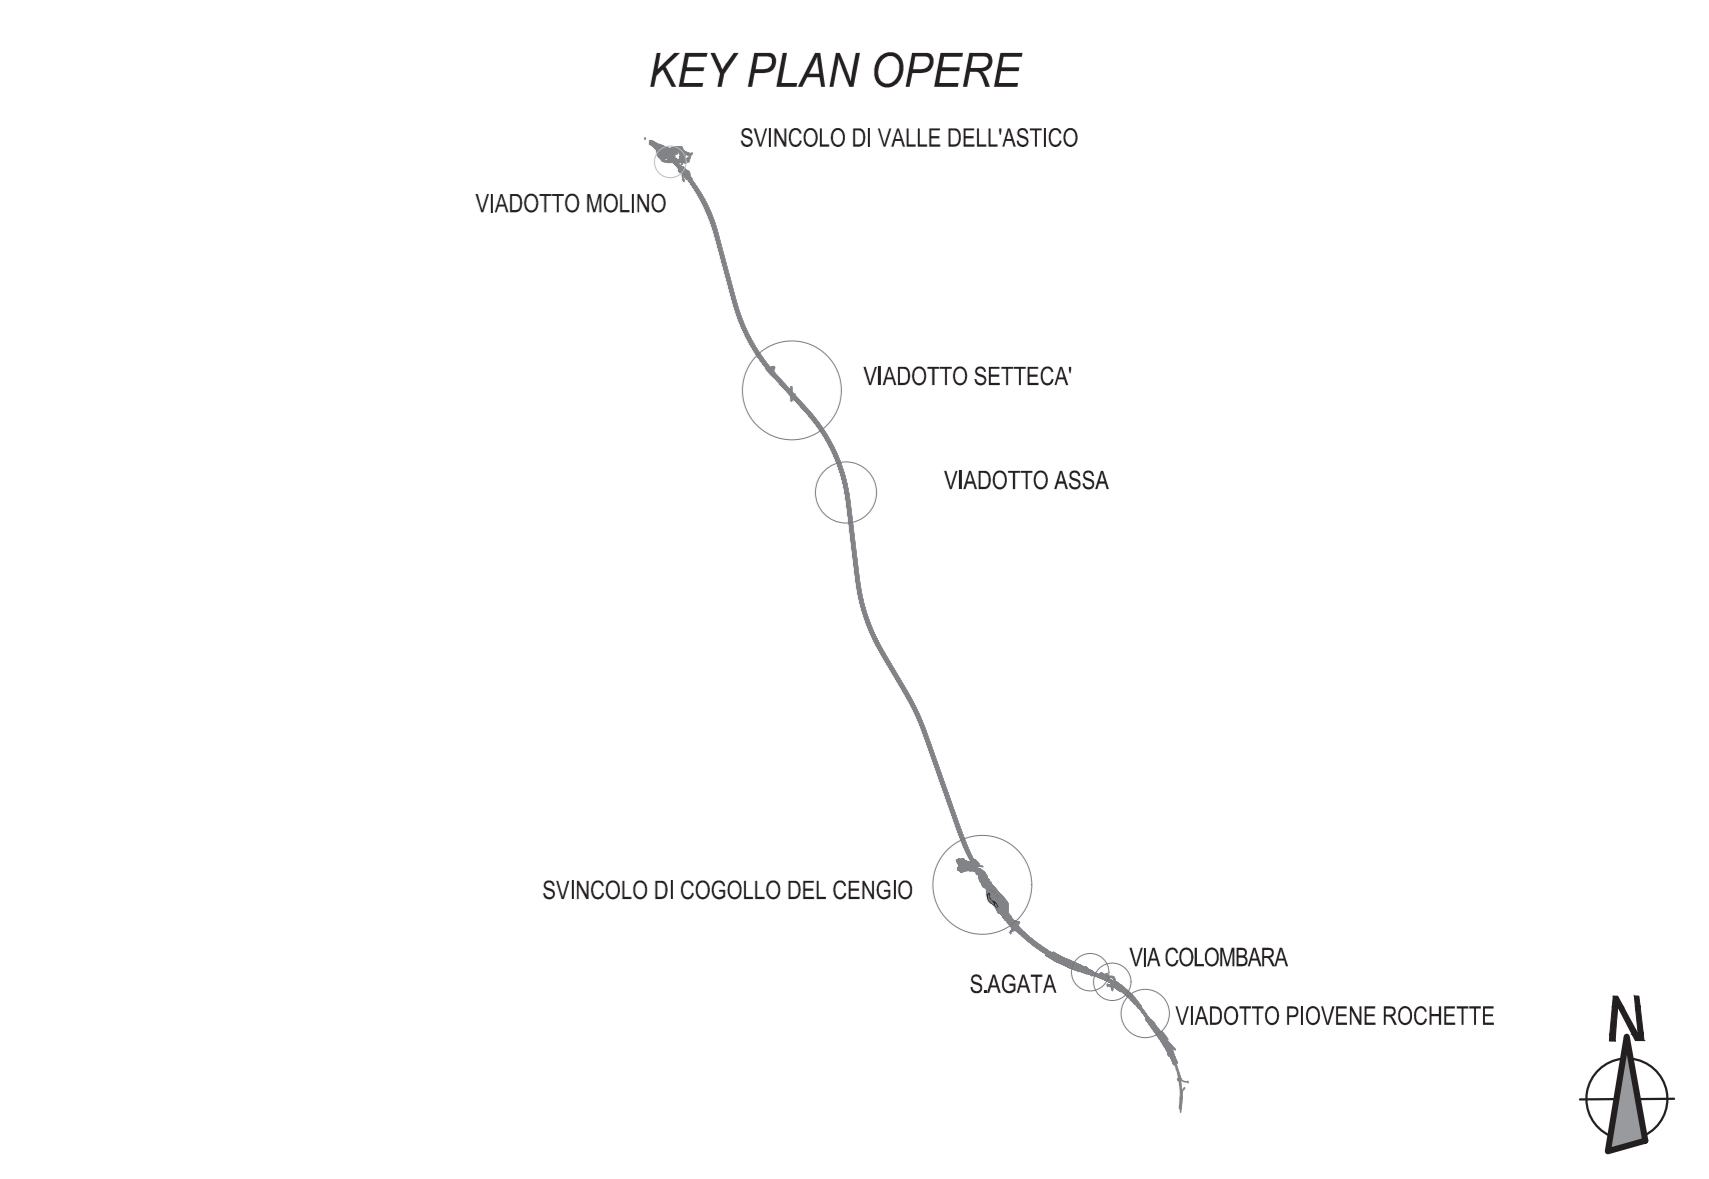 KEY PLAN OPERE
SVINCOLO DI VALLE DELL'ASTICO
VIADOTTO MOLINO
VIADOTTO SETTECA'
VIADOTTO ASSA
SVINCOLO DI COGOLLO DEL CENGIO
VIA COLOMBARA
S.AGATA
VIADOTTO PIOVENE ROCHETTE
N